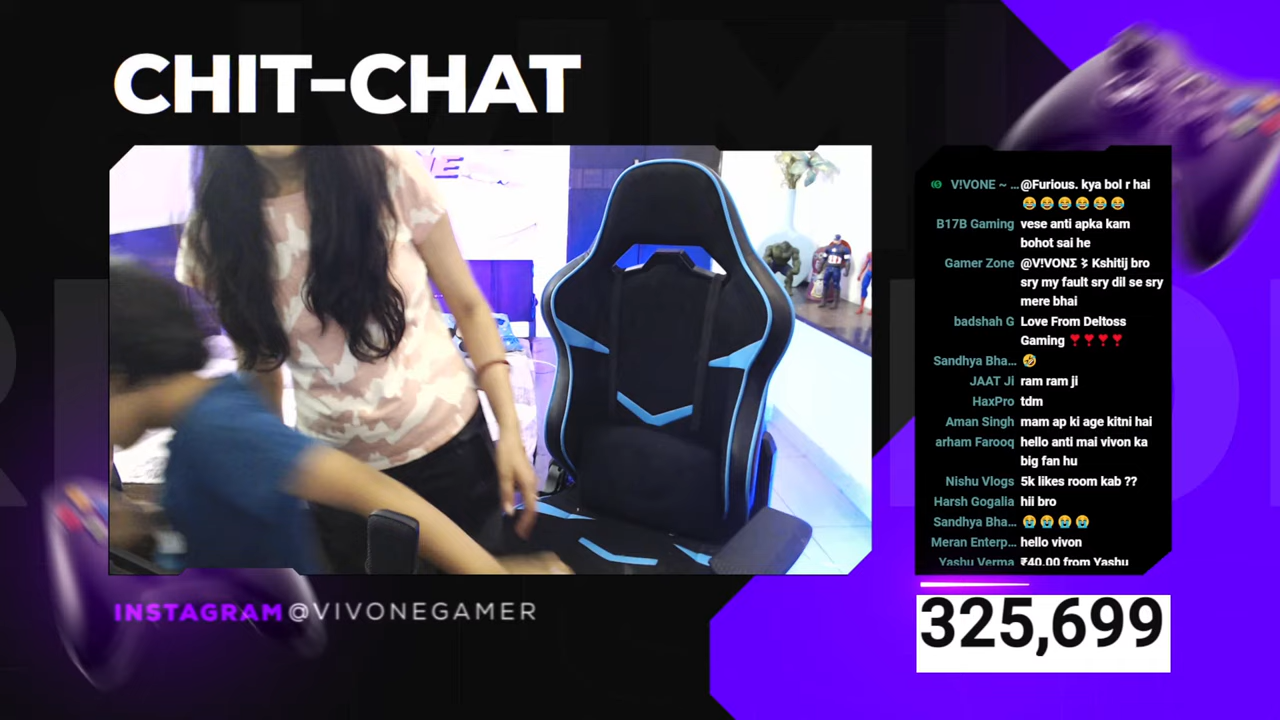 CHIT-CHAT
V!VONE ~ ... @Furious. kya bol r hai
😂😂😂😂😂😂
B17B Gaming vese anti apka kam
bohot sai he
Gamer Zone @V!VONΣ ⦕ Kshitij bro
sry my fault sry dil se sry
mere bhai
badshah G Love From Deltoss
Gaming ❣❣❣❣
Sandhya Bha... 🤣
JAAT Ji ram ram ji
HaxPro tdm
Aman Singh mam ap ki age kitni hai
arham Farooq hello anti mai vivon ka
big fan hu
Nishu Vlogs 5k likes room kab ??
Harsh Gogalia hii bro
Sandhya Bha... 😭😭😭😭
Meran Enterp... hello vivon
Yashu Verma ₹40.00 from Yashu
INSTAGRAM @VIVONEGAMER
325,699